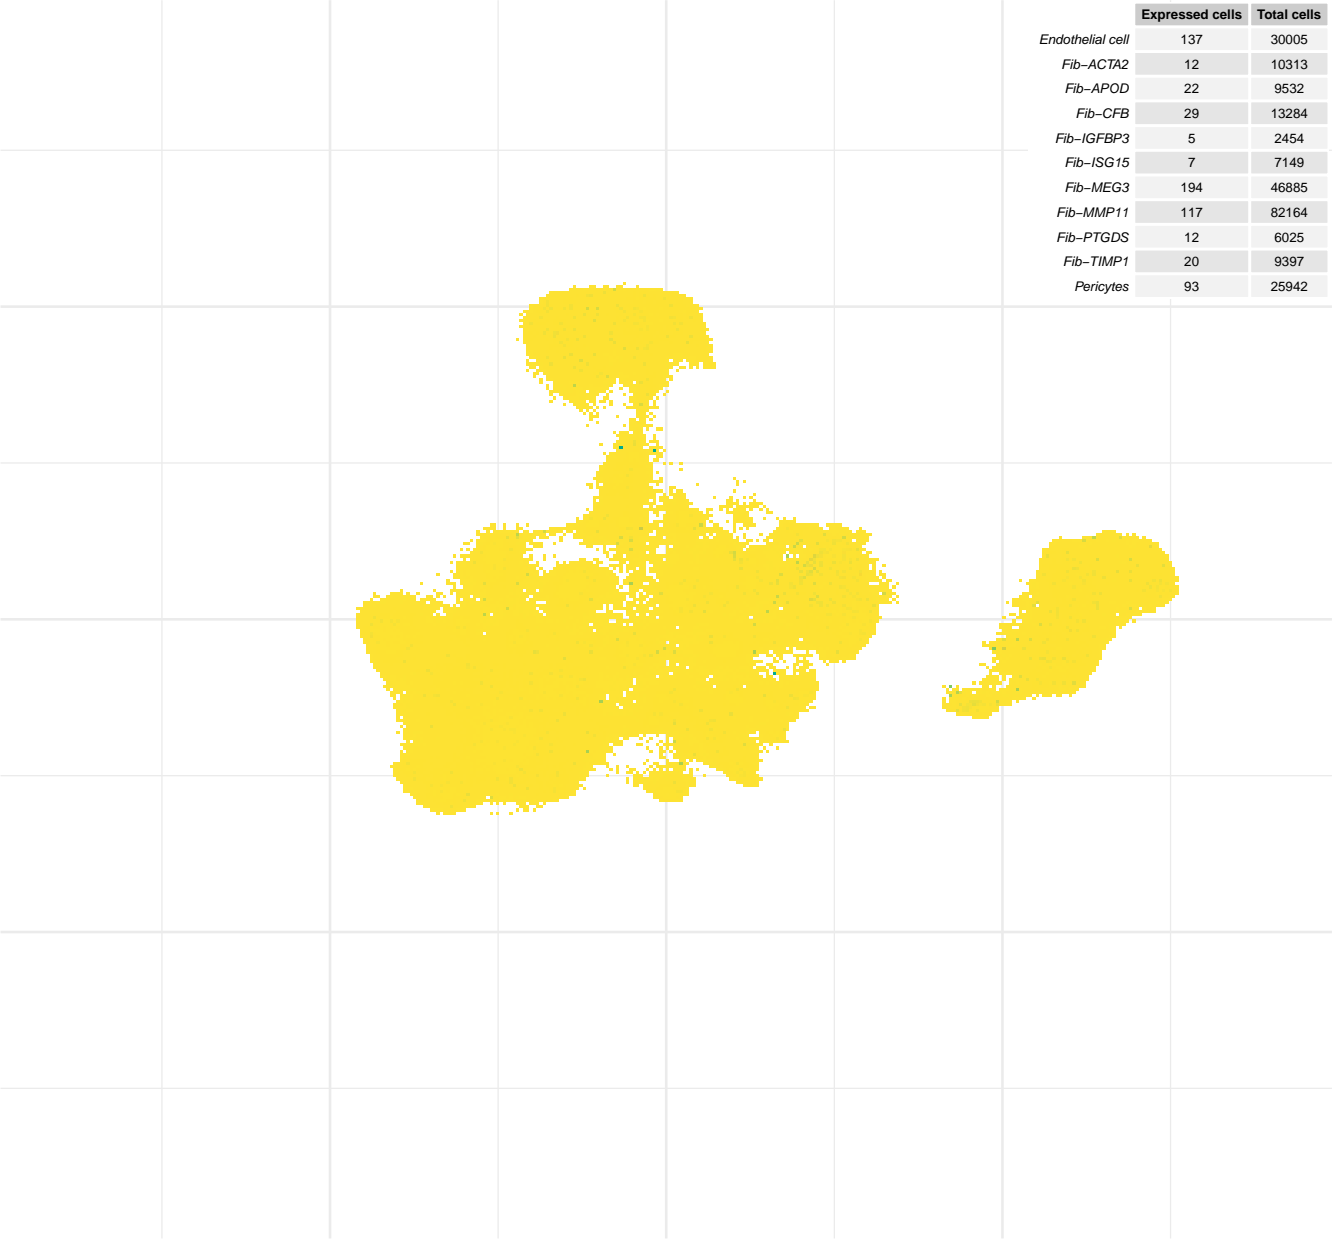 Expressed cells Total cells
Endothelial cell 137 30005
Fib−ACTA2 12 10313
Fib−APOD 22 9532
Fib−CFB 29 13284
Fib−IGFBP3 5 2454
Fib−ISG15 7 7149
Fib−MEG3 194 46885
Fib−MMP11 117 82164
Fib−PTGDS 12 6025
Fib−TIMP1 20 9397
Pericytes 93 25942